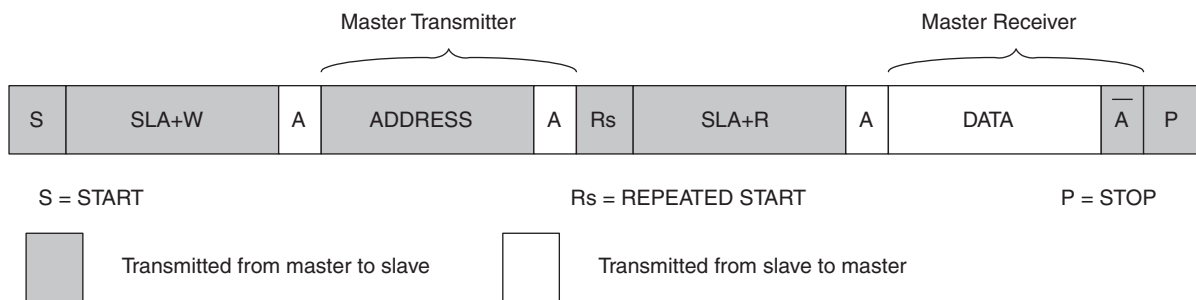 Master Transmitter Master Receiver
S SLA+W A ADDRESS A Rs SLA+R A DATA A̅ P
S = START Rs = REPEATED START P = STOP
Transmitted from master to slave Transmitted from slave to master